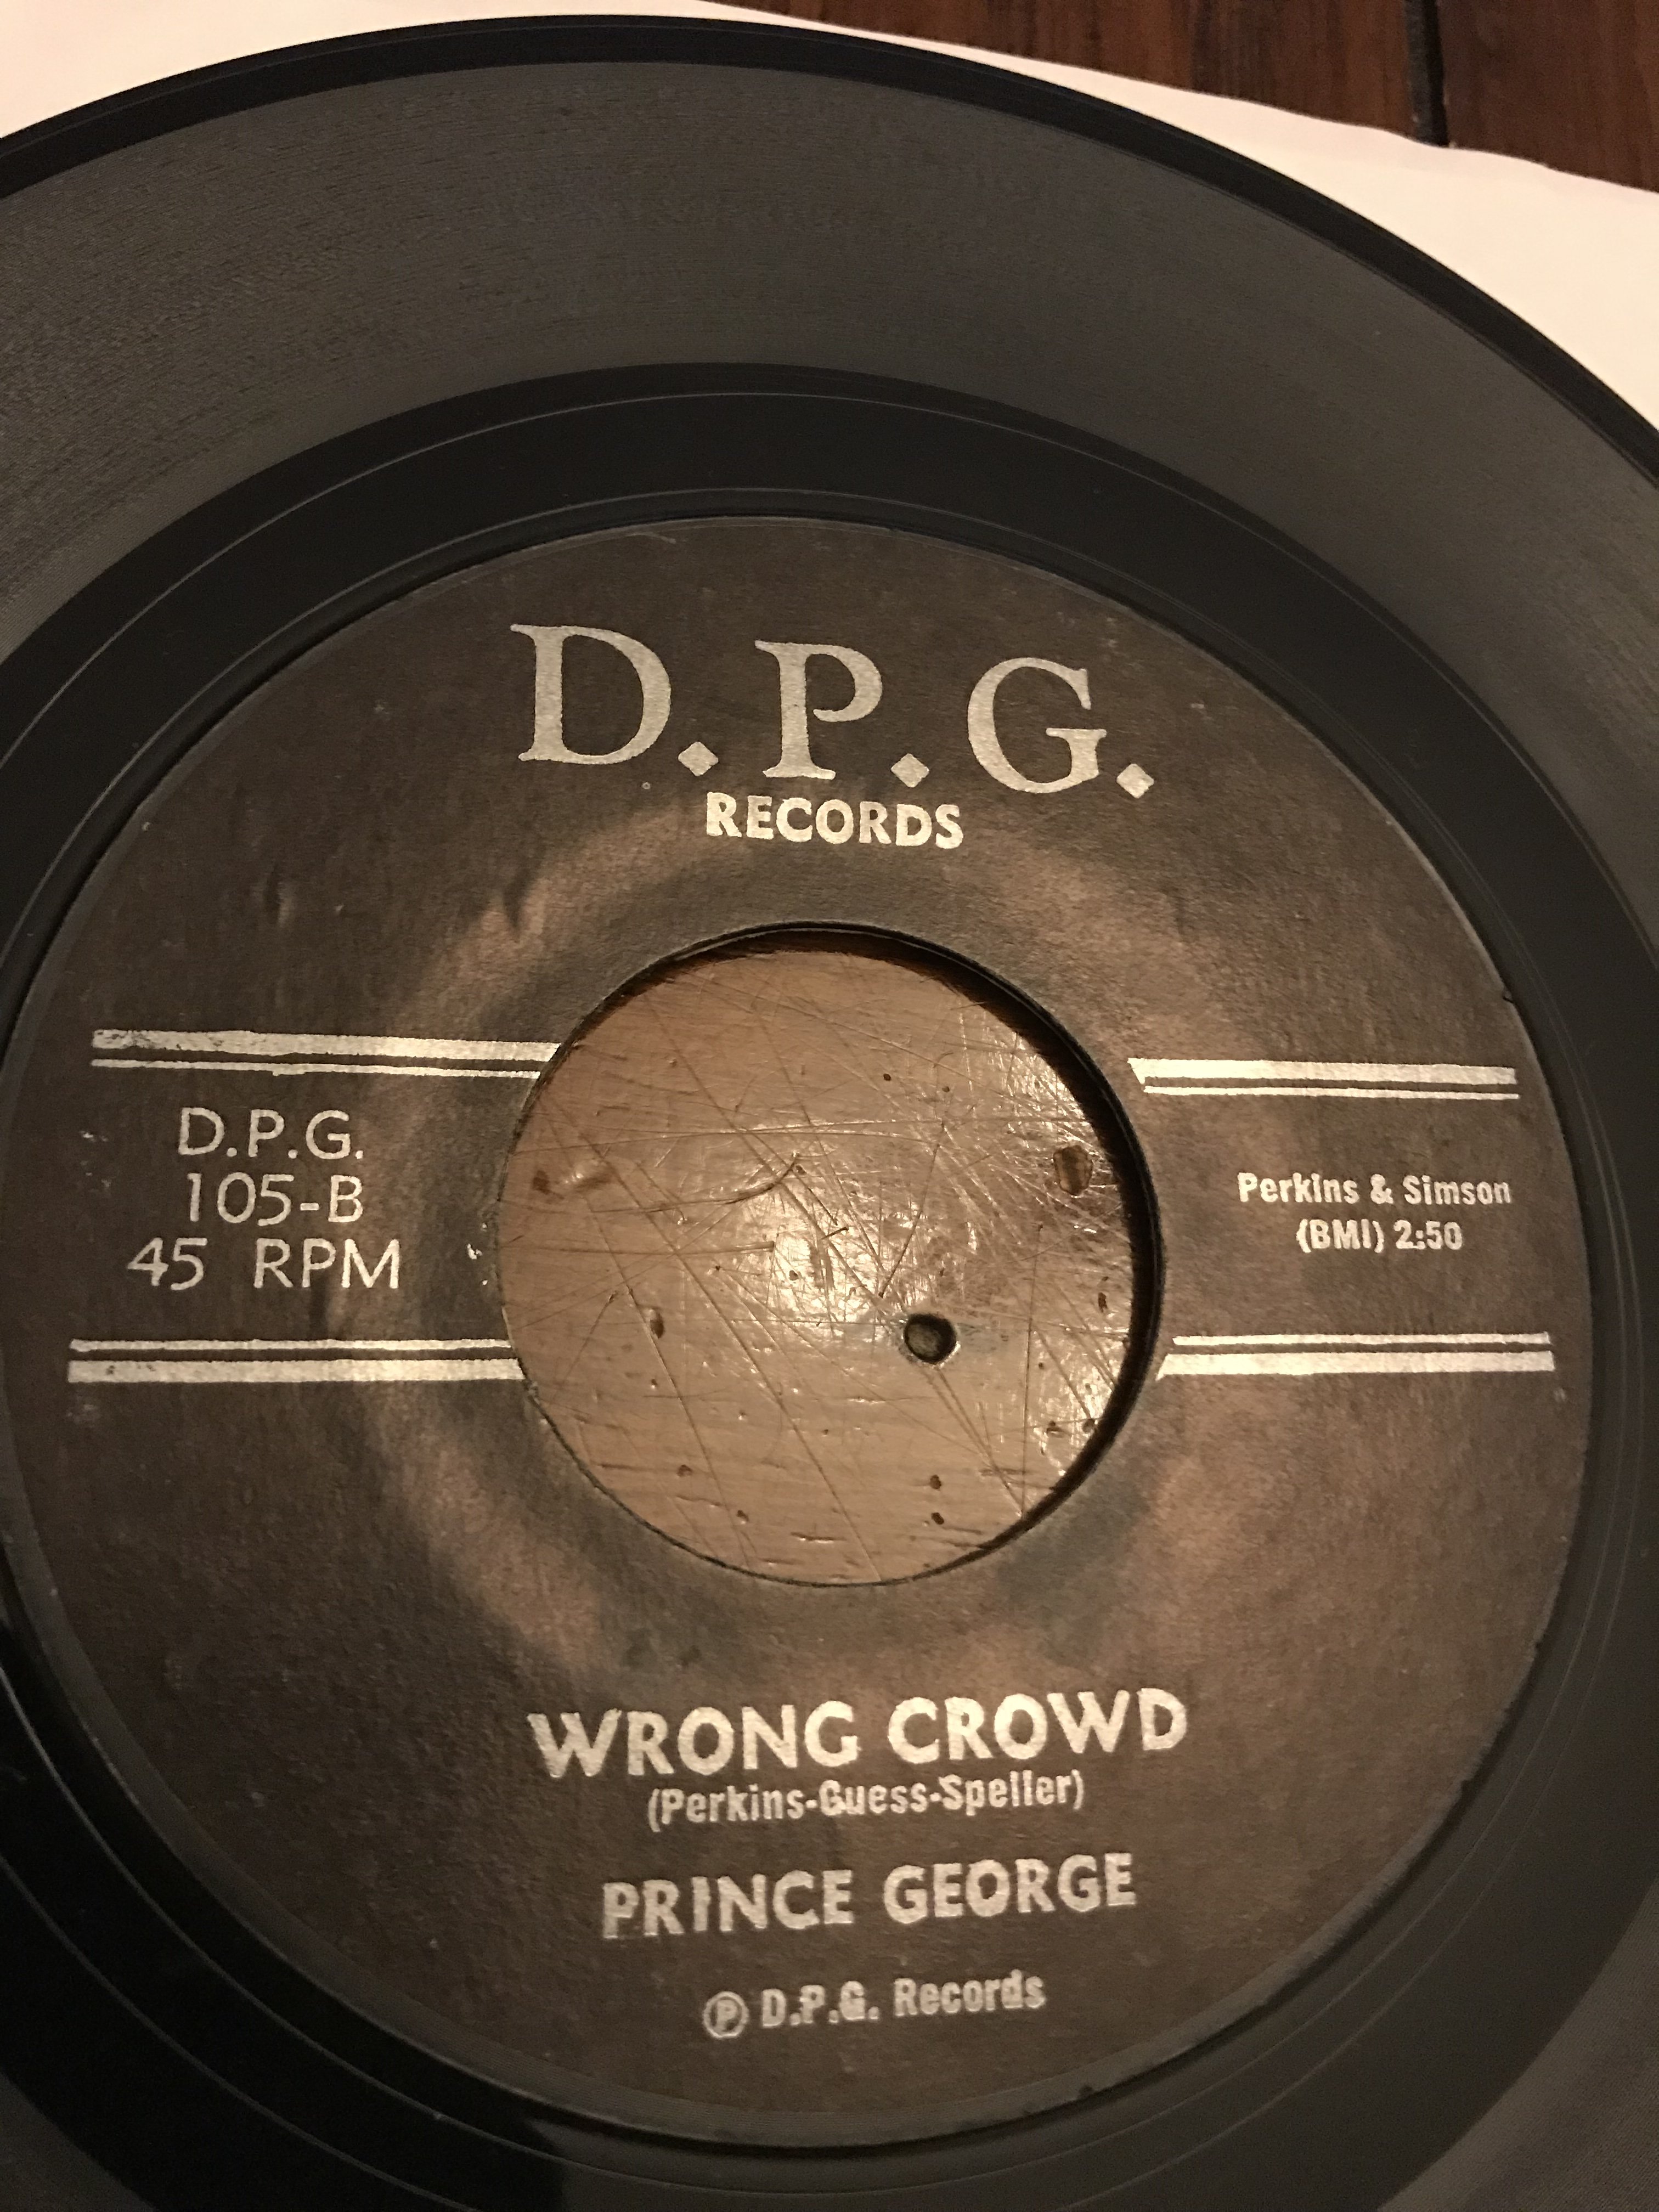 D.P.G.
RECORDS
D.P.G.
105-B
45 RPM
Perkins & Simson
(BMI) 2:50
WRONG CROWD
(Perkins-Guess-Speller)
PRINCE GEORGE
℗ D.P.G. Records